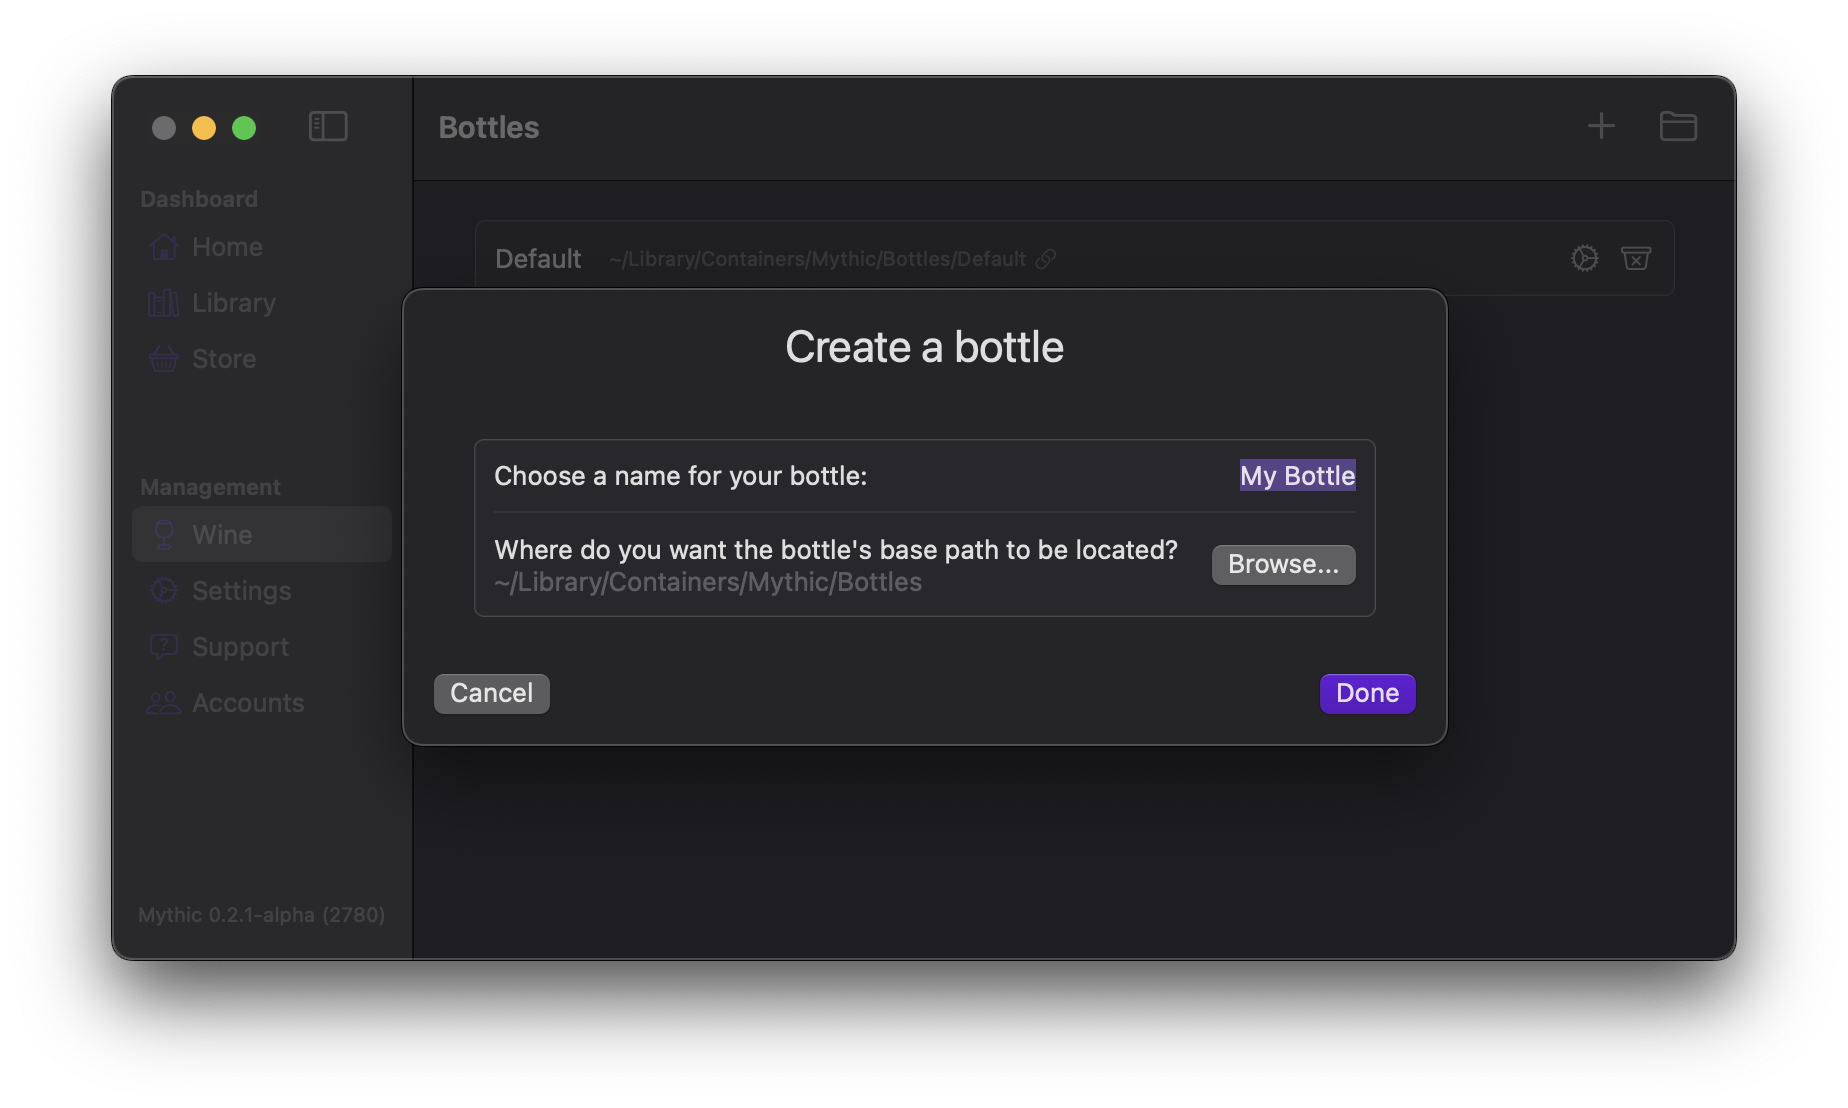 Bottles
Dashboard
Home
Library
Store
Management
Wine
Settings
Support
Accounts
Mythic 0.2.1-alpha (2780)
Default ~/Library/Containers/Mythic/Bottles/Default
Create a bottle
Choose a name for your bottle: My Bottle
Where do you want the bottle's base path to be located?
~/Library/Containers/Mythic/Bottles
Browse...
Cancel
Done